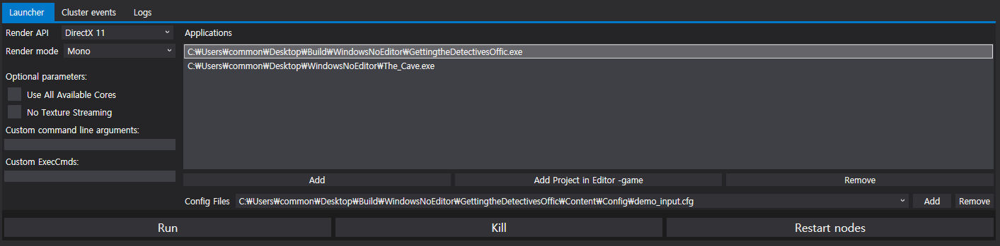 Launcher Cluster events Logs
Render API DirectX 11 Applications
Render mode Mono
C:₩Users₩common₩Desktop₩Build₩WindowsNoEditor₩GettingtheDetectivesOffic.exe
C:₩Users₩common₩Desktop₩WindowsNoEditor₩The_Cave.exe
Optional parameters:
Use All Available Cores
No Texture Streaming
Custom command line arguments:
Custom ExecCmds:
Add Add Project in Editor -game Remove
Config Files C:₩Users₩common₩Desktop₩Build₩WindowsNoEditor₩GettingtheDetectivesOffic₩Content₩Config₩demo_input.cfg Add Remove
Run Kill Restart nodes